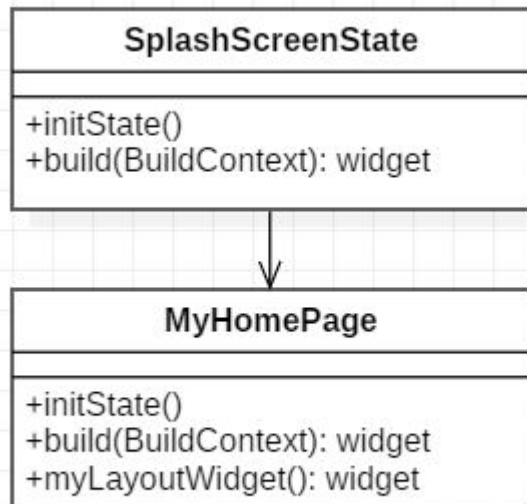 SplashScreenState
+initState()
+build(BuildContext): widget
MyHomePage
+initState()
+build(BuildContext): widget
+myLayoutWidget(): widget